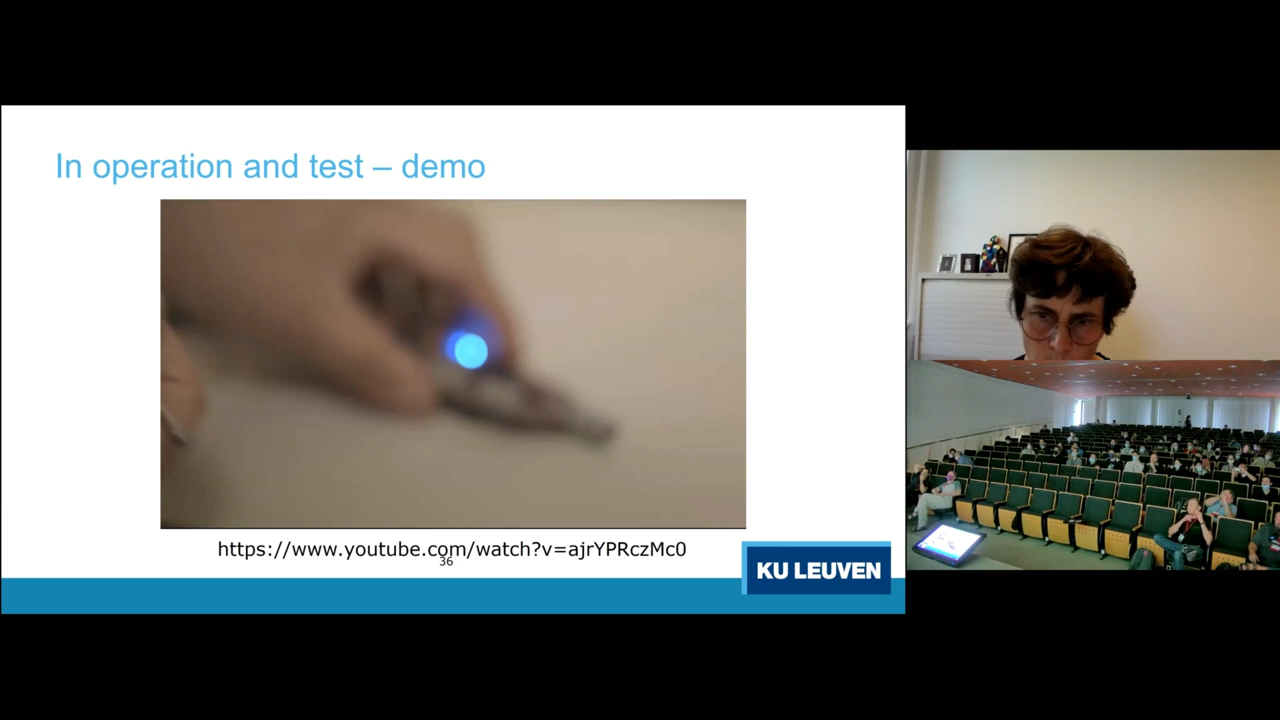 In operation and test – demo
https://www.youtube.com/watch?v=ajrYPRczMc0
36
KU LEUVEN